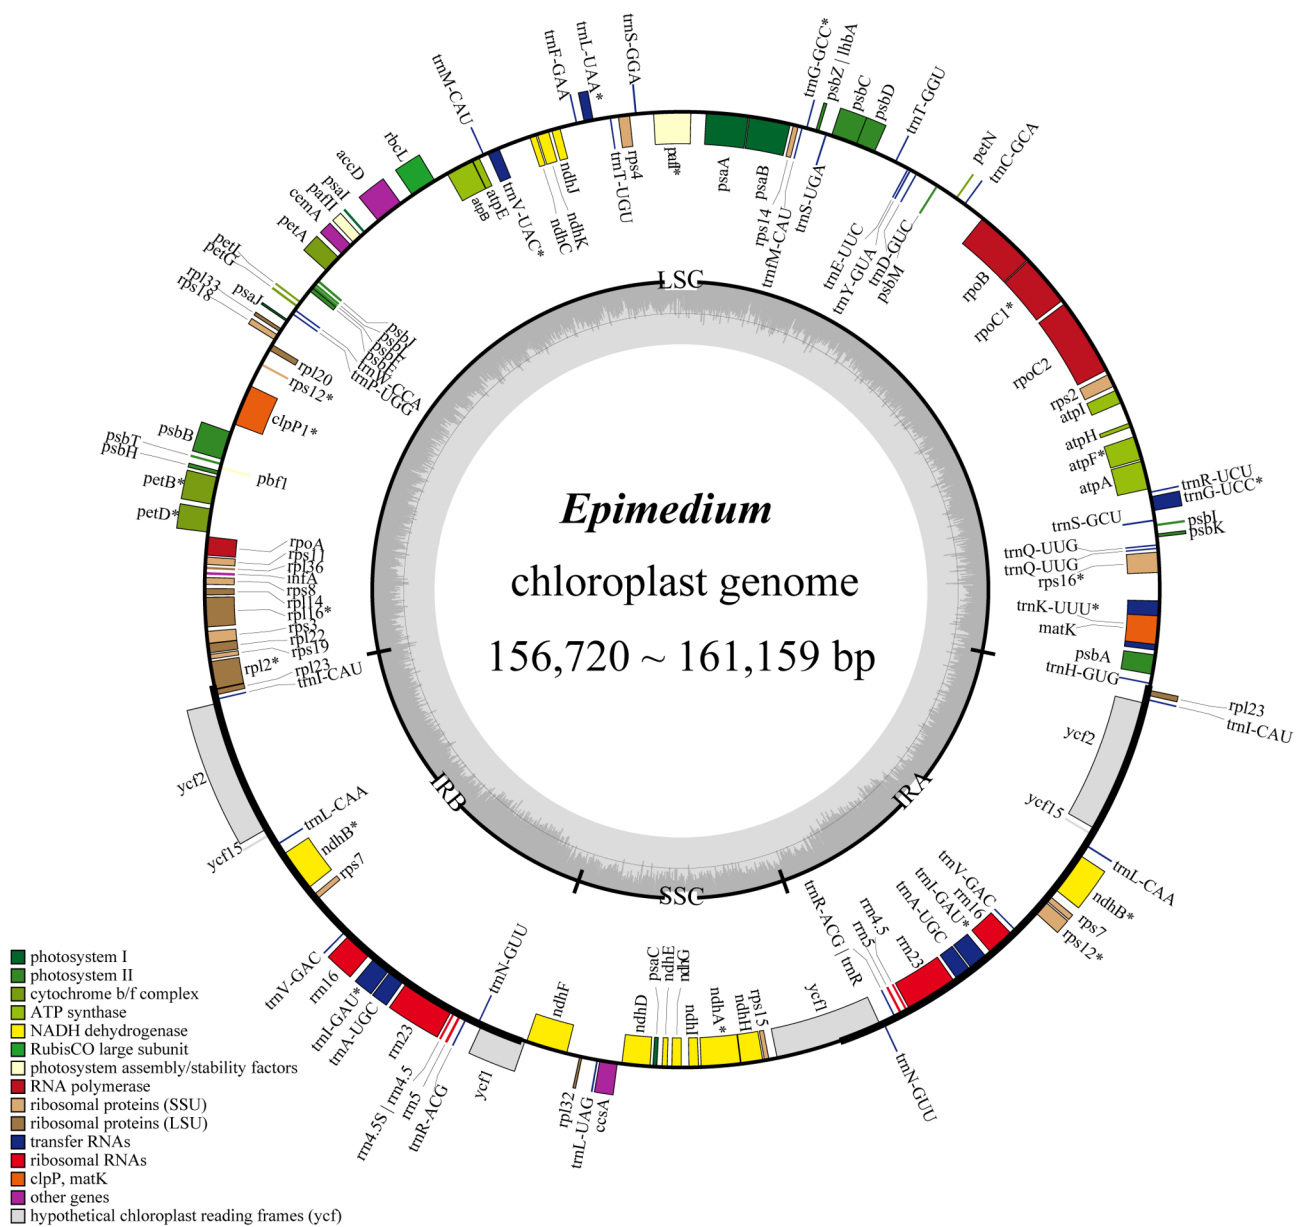 Epimedium
chloroplast genome
156,720 ~ 161,159 bp
LSC
IRB
IRA
SSC
trnM-CAU
trnF-GAA
trnL-UAA*
trnS-GGA
trnG-GCC*
psbZ | lhbA
psbC
psbD
trnT-GGU
petN
trnC-GCA
rbcL
accD
psaI
pafII
cemA
petA
atpB
atpE
trnV-UAC*
ndhC
ndhK
ndhJ
trnT-UGU
rps4
paf*
psaA
psaB
rps14
trnfM-CAU
trnS-UGA
trnE-UUC
trnY-GUA
trnD-GUC
psbM
rpoB
rpoC1*
rpoC2
rps2
atpI
atpH
atpF*
atpA
trnR-UCU
trnG-UCC*
trnS-GCU
psbI
psbK
trnQ-UUG
trnQ-UUG
rps16*
trnK-UUU*
matK
psbA
trnH-GUG
rpl23
trnI-CAU
ycf2
ycf15
trnL-CAA
ndhB*
rps7
rps12*
trnV-GAC
rrn16
trnI-GAU*
trnA-UGC
rrn23
rrn4.5
rrn5
trnR-ACG | trnR
trnN-GUU
ycf1
rps15
ndhH
ndhA*
ndhI
ndhG
ndhE
psaC
ndhD
ccsA
trnL-UAG
rpl32
ndhF
ycf1
trnN-GUU
trnR-ACG
rrn5
rrn4.5S | rrn4.5
rrn23
trnA-UGC
trnI-GAU*
rrn16
trnV-GAC
rps7
ndhB*
trnL-CAA
ycf15
ycf2
trnI-CAU
rpl23
rpl2*
rps19
rpl22
rps3
rpl16*
rpl14
rps8
infA
rpl36
rps11
rpoA
petD*
petB*
psbH
psbT
psbB
pbf1
clpP1*
rps12*
rpl20
rps18
rpl33
psaJ
petG
petL
psbJ
psbL
psbF
psbE
trnW-CCA
trnP-UGG
photosystem I
photosystem II
cytochrome b/f complex
ATP synthase
NADH dehydrogenase
RubisCO large subunit
photosystem assembly/stability factors
RNA polymerase
ribosomal proteins (SSU)
ribosomal proteins (LSU)
transfer RNAs
ribosomal RNAs
clpP, matK
other genes
hypothetical chloroplast reading frames (ycf)